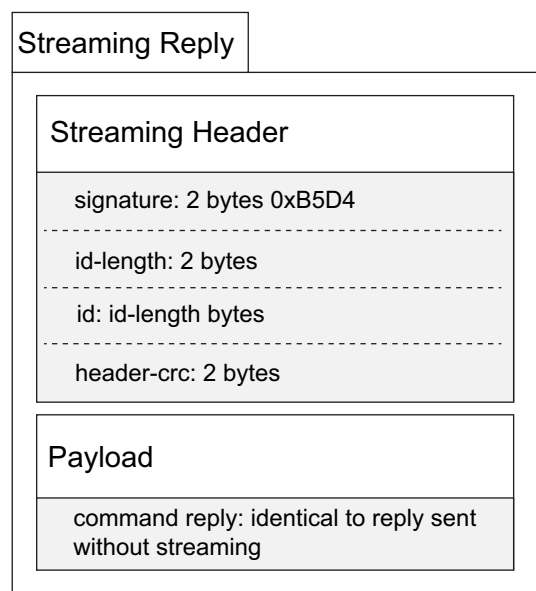 Streaming Reply
Streaming Header
signature: 2 bytes 0xB5D4
id-length: 2 bytes
id: id-length bytes
header-crc: 2 bytes
Payload
command reply: identical to reply sent
without streaming